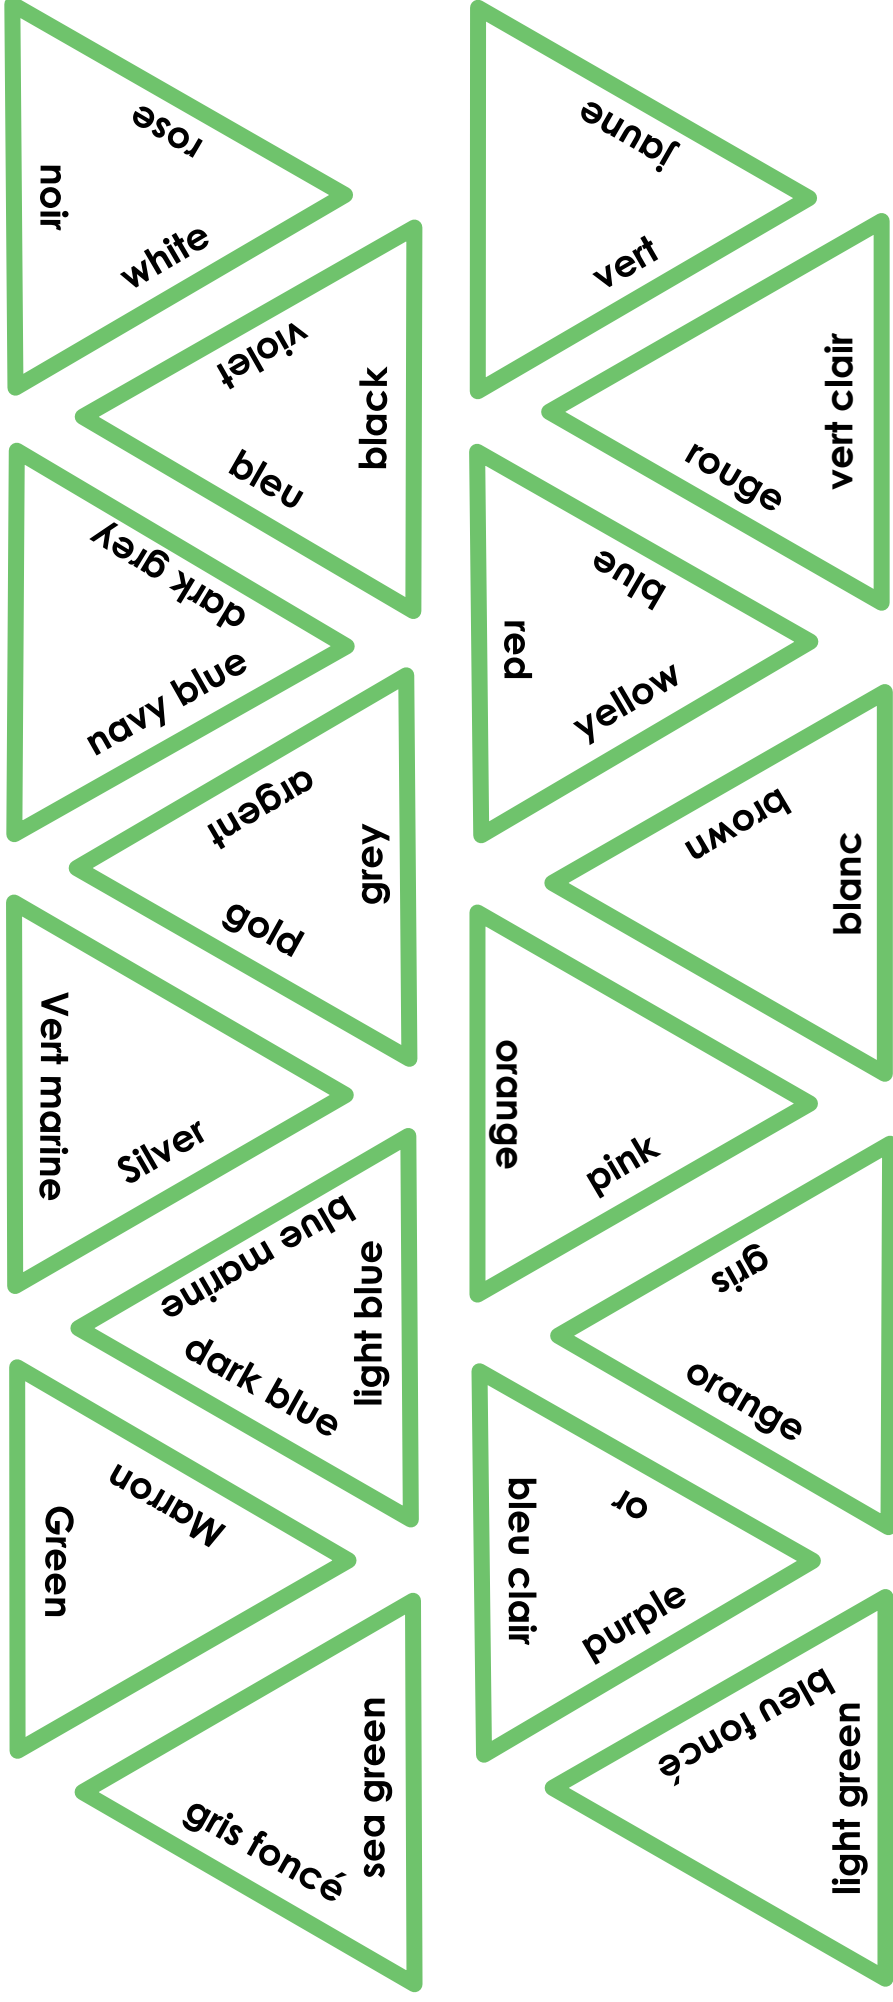 rose
noir
white
violet
black
bleu
dark grey
navy blue
argent
grey
gold
Vert marine
Silver
blue marine
light blue
dark blue
Marron
Green
sea green
gris foncé
jaune
vert
vert clair
rouge
blue
red
yellow
brown
blanc
orange
pink
gris
orange
or
bleu clair
purple
bleu foncé
light green